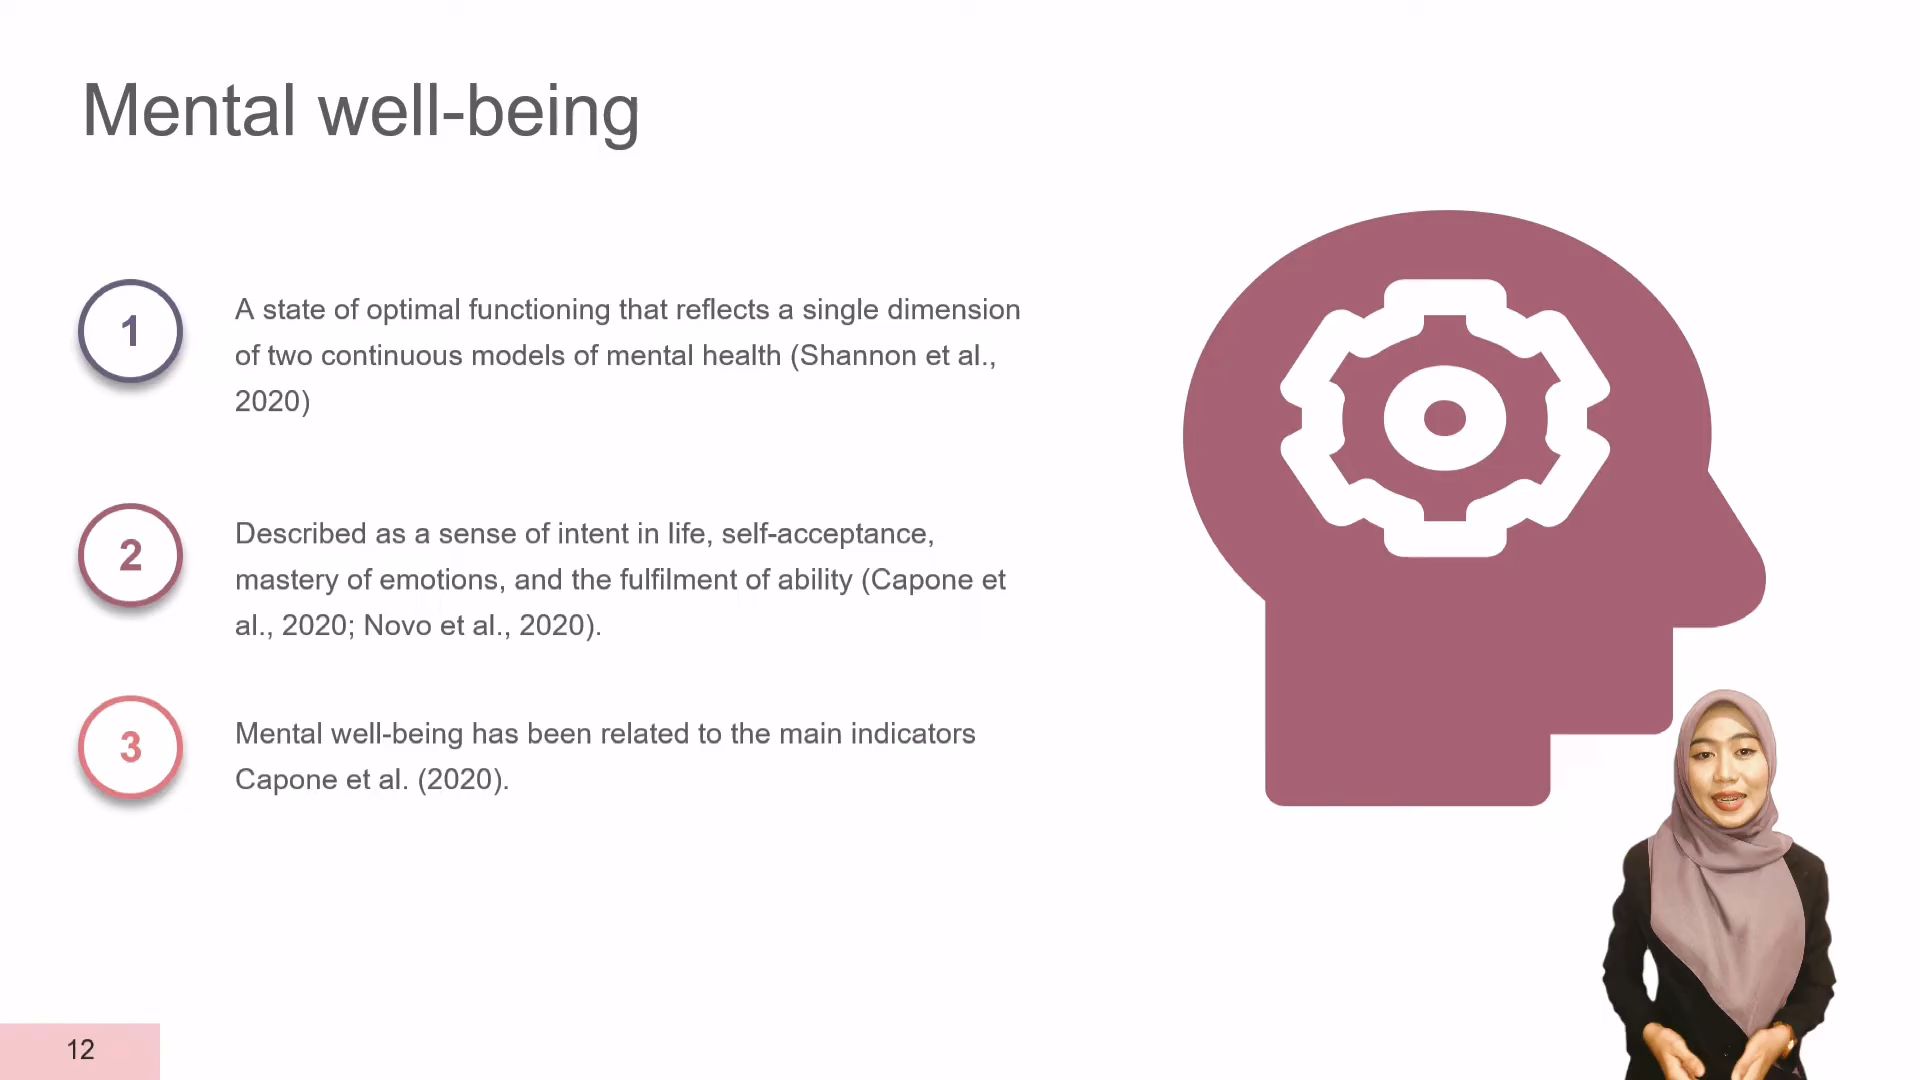 Mental well-being
1
A state of optimal functioning that reflects a single dimension
of two continuous models of mental health (Shannon et al.,
2020)
2
Described as a sense of intent in life, self-acceptance,
mastery of emotions, and the fulfilment of ability (Capone et
al., 2020; Novo et al., 2020).
3
Mental well-being has been related to the main indicators
Capone et al. (2020).
12